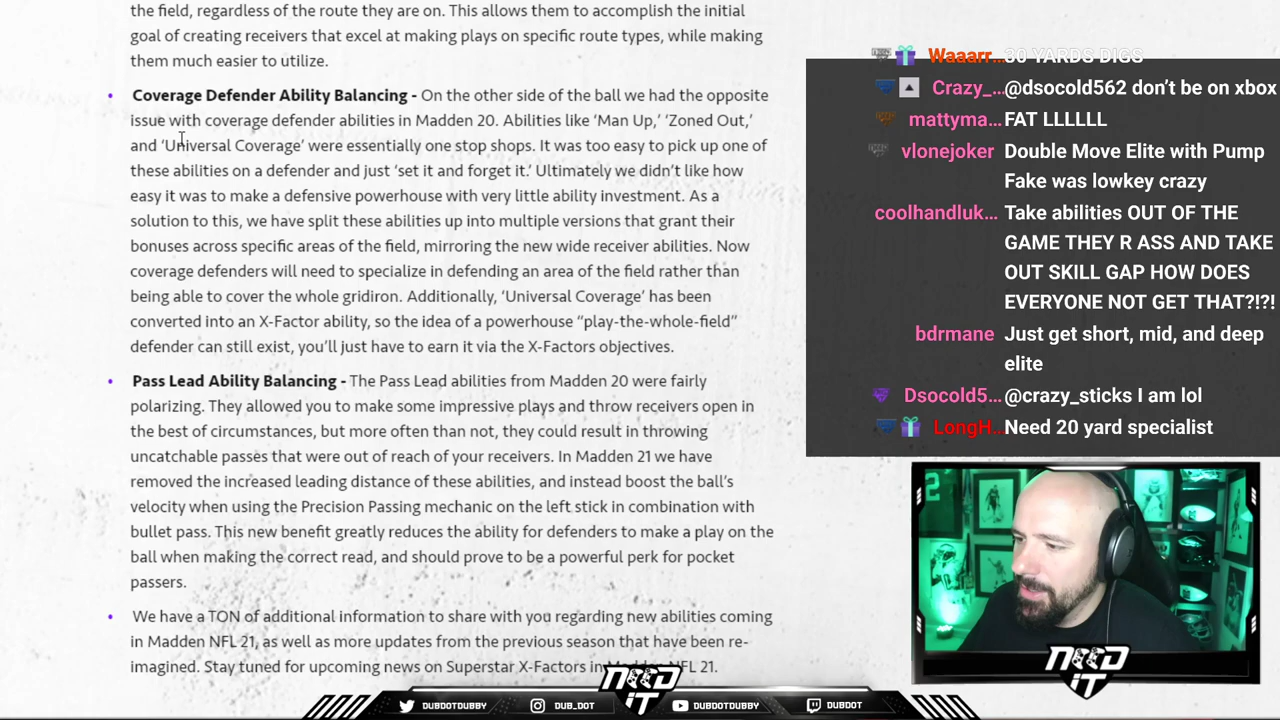 the field, regardless of the route they are on. This allows them to accomplish the initial
goal of creating receivers that excel at making plays on specific route types, while making
them much easier to utilize.
• Coverage Defender Ability Balancing - On the other side of the ball we had the opposite
issue with coverage defender abilities in Madden 20. Abilities like ‘Man Up,’ ‘Zoned Out,’
and ‘Universal Coverage’ were essentially one stop shops. It was too easy to pick up one of
these abilities on a defender and just ‘set it and forget it.’ Ultimately we didn’t like how
easy it was to make a defensive powerhouse with very little ability investment. As a
solution to this, we have split these abilities up into multiple versions that grant their
bonuses across specific areas of the field, mirroring the new wide receiver abilities. Now
coverage defenders will need to specialize in defending an area of the field rather than
being able to cover the whole gridiron. Additionally, ‘Universal Coverage’ has been
converted into an X-Factor ability, so the idea of a powerhouse “play-the-whole-field”
defender can still exist, you’ll just have to earn it via the X-Factors objectives.
• Pass Lead Ability Balancing - The Pass Lead abilities from Madden 20 were fairly
polarizing. They allowed you to make some impressive plays and throw receivers open in
the best of circumstances, but more often than not, they could result in throwing
uncatchable passes that were out of reach of your receivers. In Madden 21 we have
removed the increased leading distance of these abilities, and instead boost the ball’s
velocity when using the Precision Passing mechanic on the left stick in combination with
bullet pass. This new benefit greatly reduces the ability for defenders to make a play on the
ball when making the correct read, and should prove to be a powerful perk for pocket
passers.
• We have a TON of additional information to share with you regarding new abilities coming
in Madden NFL 21, as well as more updates from the previous season that have been re-
imagined. Stay tuned for upcoming news on Superstar X-Factors in Madden NFL 21.
Waaarr... 30 YARDS DIGS
Crazy_... @dsocold562 don’t be on xbox
mattyma... FAT LLLLLL
vlonejoker Double Move Elite with Pump
Fake was lowkey crazy
coolhandluk... Take abilities OUT OF THE
GAME THEY R ASS AND TAKE
OUT SKILL GAP HOW DOES
EVERYONE NOT GET THAT?!?!
bdrmane Just get short, mid, and deep
elite
Dsocold5... @crazy_sticks I am lol
LongH... Need 20 yard specialist
NEED
iT
NEED
iT
DUBDOTDUBBY
DUB_DOT
DUBDOTDUBBY
DUBDOT